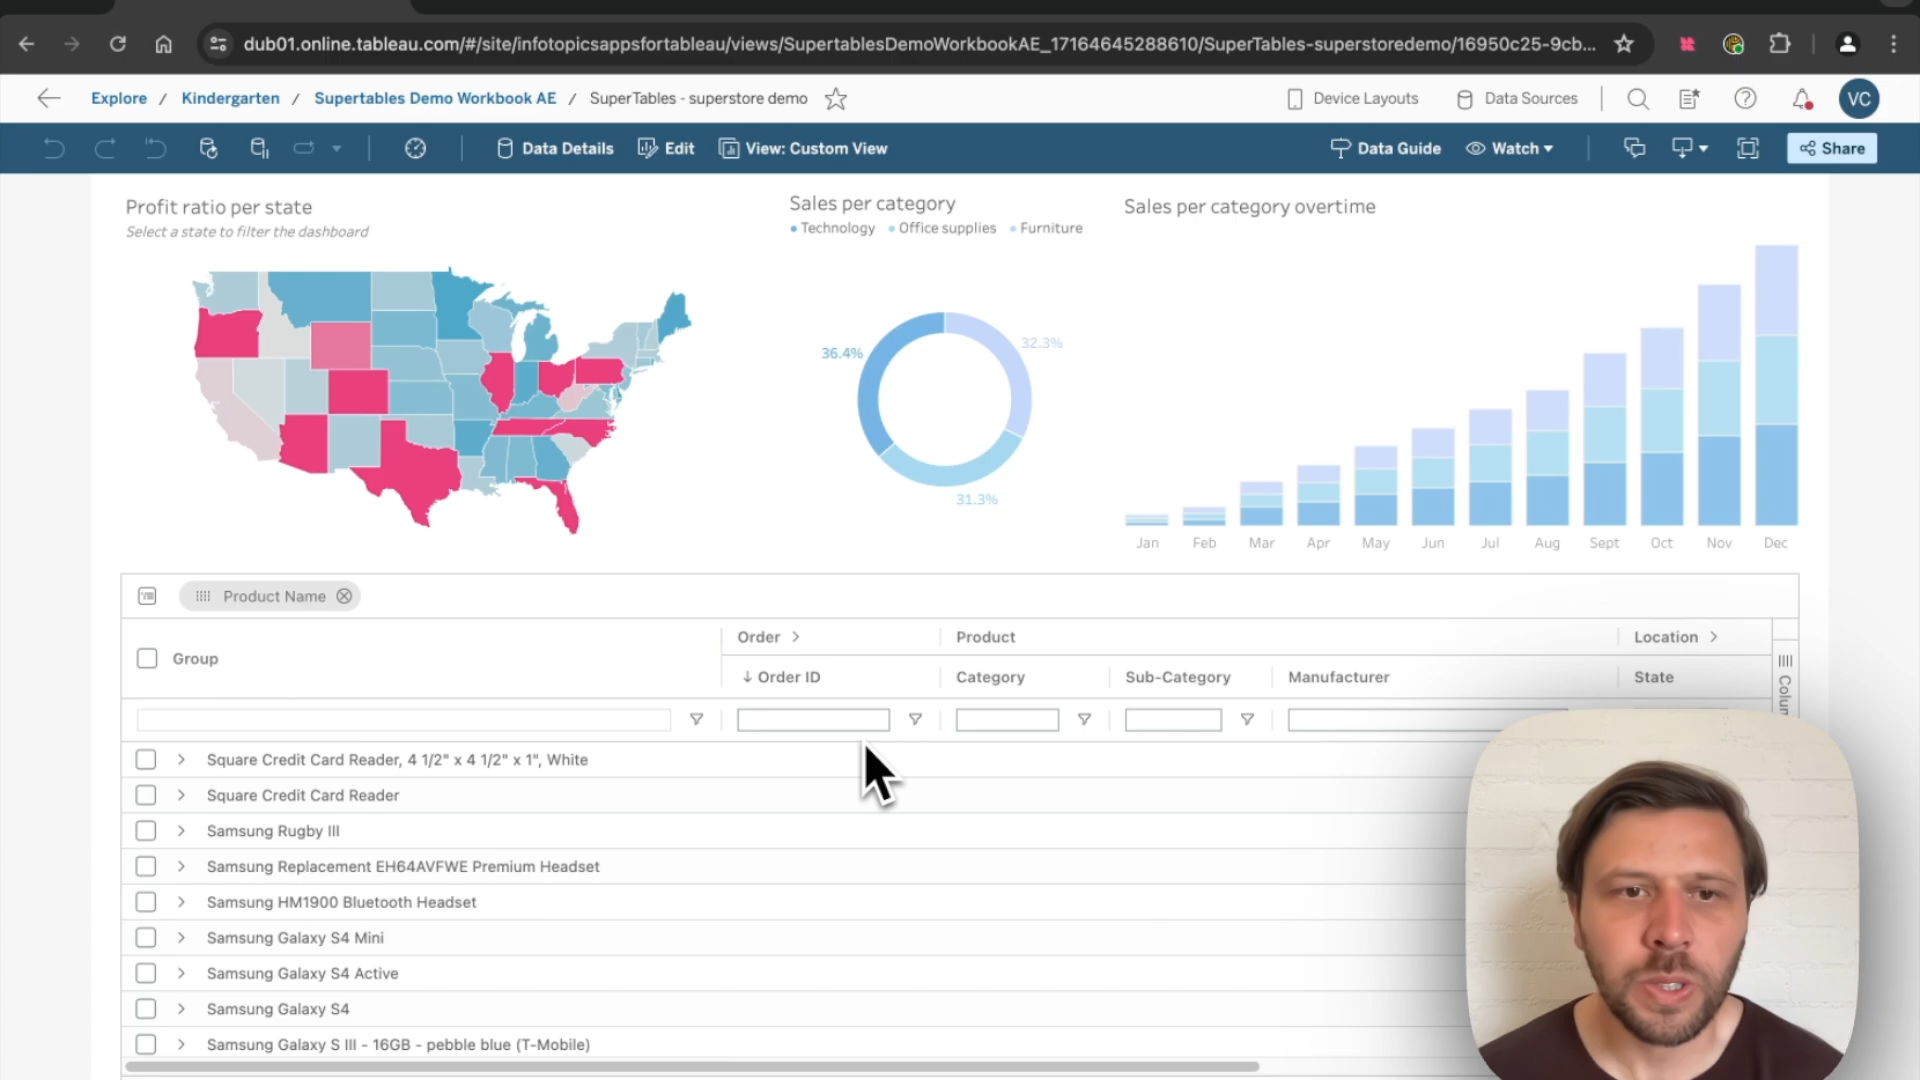 dub01.online.tableau.com/#/site/infotopicsappsfortableau/views/SupertablesDemoWorkbookAE_17164645288610/SuperTables-superstoredemo/16950c25-9cb...
Explore / Kindergarten / Supertables Demo Workbook AE / SuperTables - superstore demo
Device Layouts
Data Sources
VC
Data Details
Edit
View: Custom View
Data Guide
Watch
Share
Profit ratio per state
Select a state to filter the dashboard
Sales per category
Technology Office supplies Furniture
36.4%
32.3%
31.3%
Sales per category overtime
Jan Feb Mar Apr May Jun Jul Aug Sept Oct Nov Dec
Product Name
Group
Order >
Product
Location >
Order ID
Category
Sub-Category
Manufacturer
State
Colum
Square Credit Card Reader, 4 1/2" x 4 1/2" x 1", White
Square Credit Card Reader
Samsung Rugby III
Samsung Replacement EH64AVFWE Premium Headset
Samsung HM1900 Bluetooth Headset
Samsung Galaxy S4 Mini
Samsung Galaxy S4 Active
Samsung Galaxy S4
Samsung Galaxy S III - 16GB - pebble blue (T-Mobile)